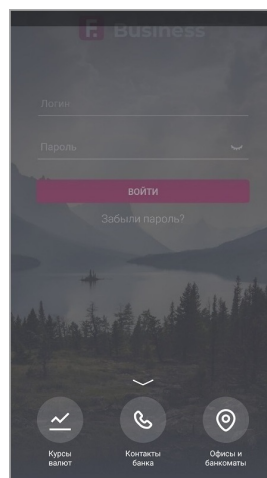 F. Business
Логин
Пароль
ВОЙТИ
Забыли пароль?
Курсы
валют
Контакты
банка
Офисы и
банкоматы